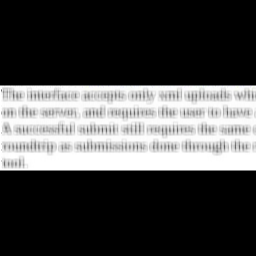 The interface accepts only xml uploads
on the server, and requires the user to have
A successful submit still requires the same
roundtrip as submissions done through the
tool.